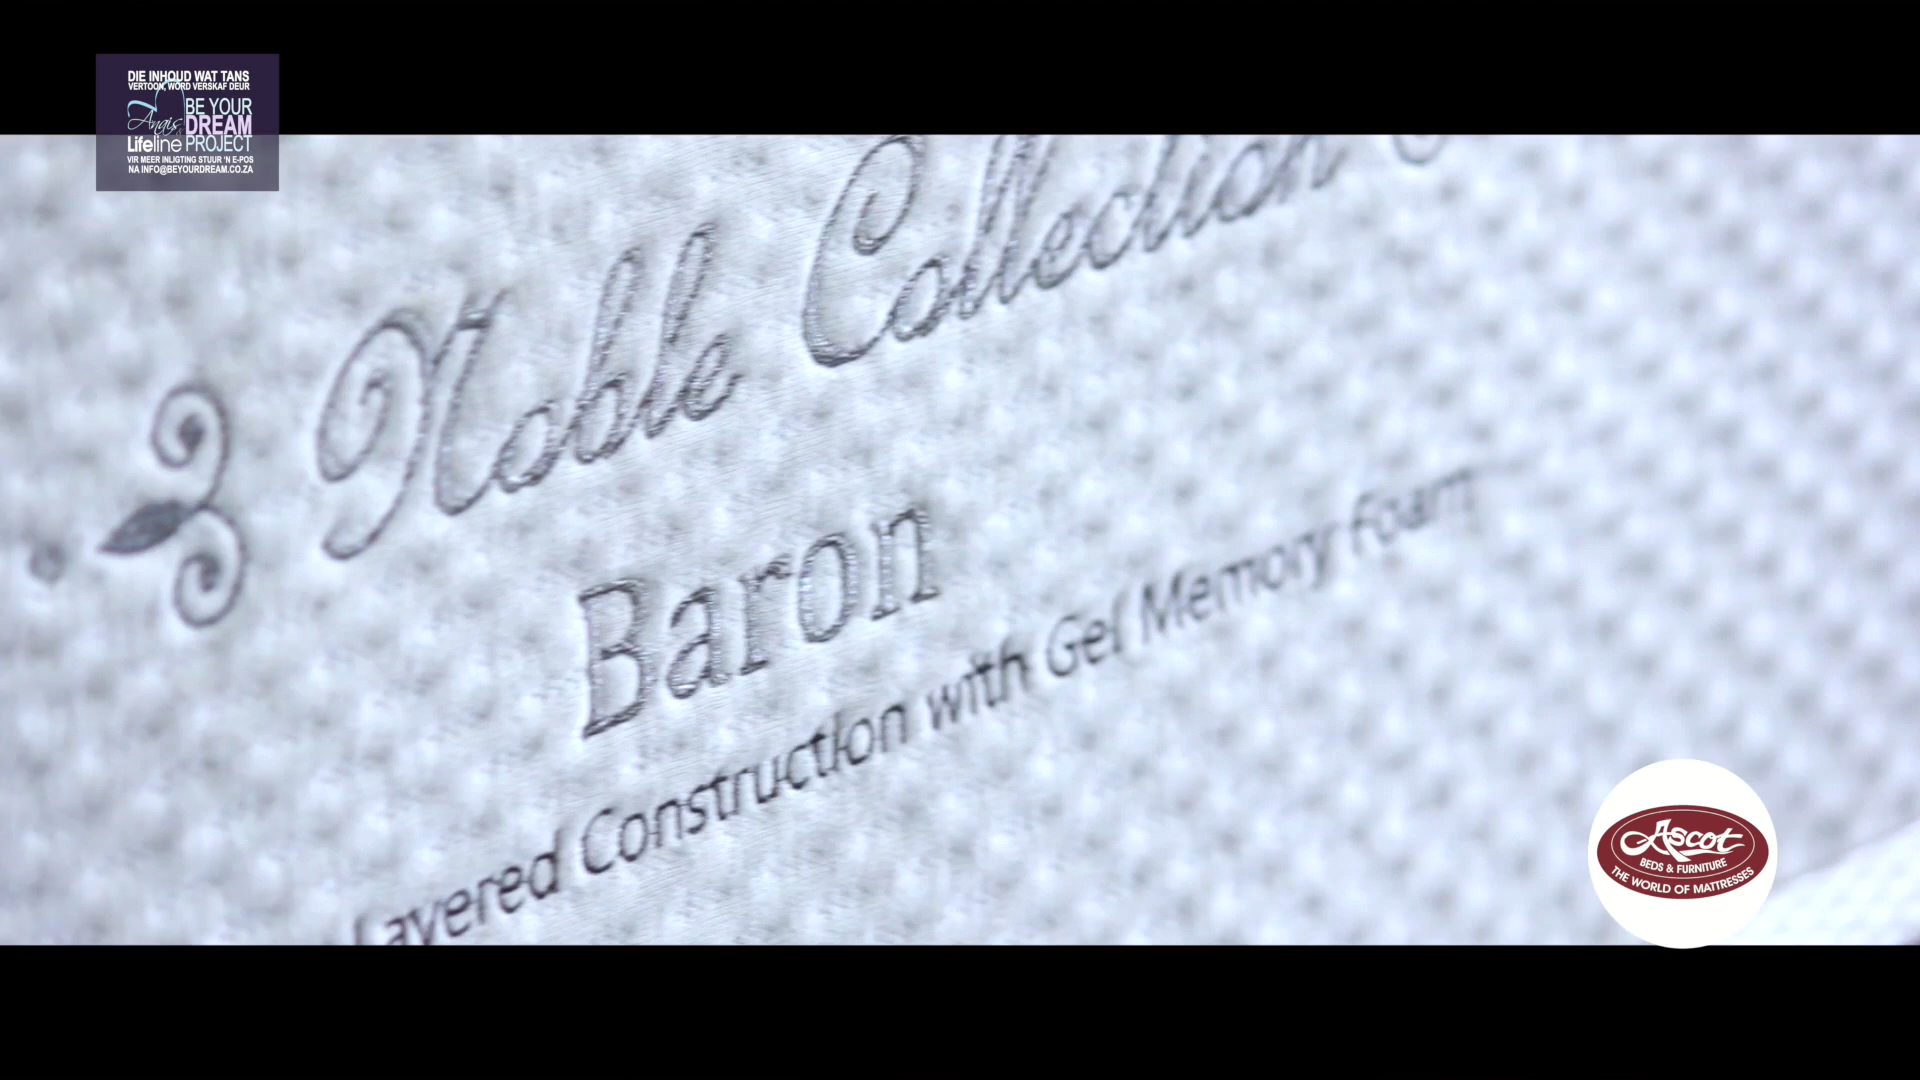 DIE INHOUD WAT TANS
VERTOON, WORD VERSKAF DEUR
Angis
Lifeline
BE YOUR
DREAM
PROJECT
VIR MEER INLIGTING STUUR 'N E-POS
NA INFO@BEYOURDREAM.CO.ZA
Noble Collection
Baron
Layered Construction with Gel Memory Foam
Ascot
BEDS & FURNITURE
THE WORLD OF MATTRESSES